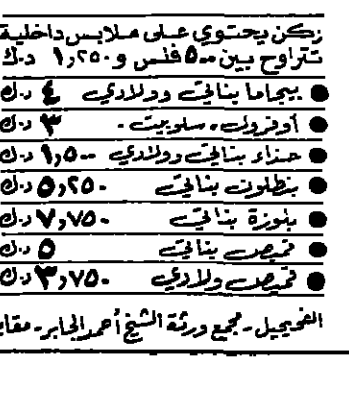 ركن يحتوي على ملابس داخلية
تتراوح بين ٥٠٠ فلس و ١٫٢٥٠ د.ك
● بيجاما بناتي وولادي ٤ د.ك
● أوفرول، سلوبيت. ٣ د.ك
● حذاء بناتي وولادي ١٫٥٠٠ د.ك
● بنطلون بناتي ٥٫٢٥٠ د.ك
● بلوزة بناتي ٧٫٧٥٠ د.ك
● قميص بناتي ٥ د.ك
● قميص ولادي ٣٫٧٥٠ د.ك
الفحيحيل - مجمع ورثة الشيخ أحمد الجابر - مقا